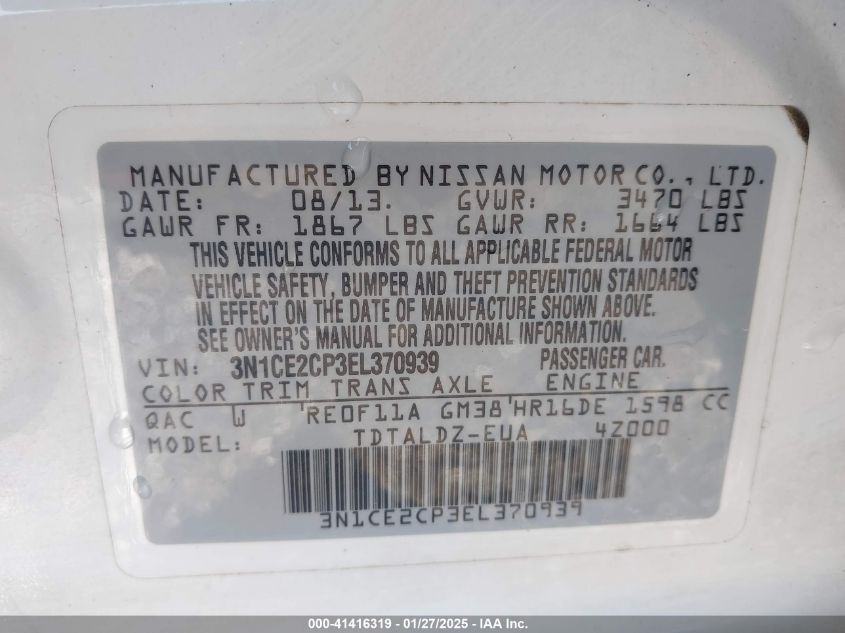 MANUFACTURED BY NISSAN MOTOR CO., LTD.
DATE: 08/13. GVWR: 3470 LBS
GAWR FR: 1867 LBS GAWR RR: 1664 LBS
THIS VEHICLE CONFORMS TO ALL APPLICABLE FEDERAL MOTOR
VEHICLE SAFETY, BUMPER AND THEFT PREVENTION STANDARDS
IN EFFECT ON THE DATE OF MANUFACTURE SHOWN ABOVE.
SEE OWNER'S MANUAL FOR ADDITIONAL INFORMATION.
VIN: 3N1CE2CP3EL370939 PASSENGER CAR.
COLOR TRIM TRANS AXLE ENGINE
QAC W 'RE0F11A GM38'HR16DE 1598 CC
MODEL: TDTALDZ-EUA 4Z000
3N1CE2CP3EL370939
000-41416319 | 01/27/2025 - IAA Inc.